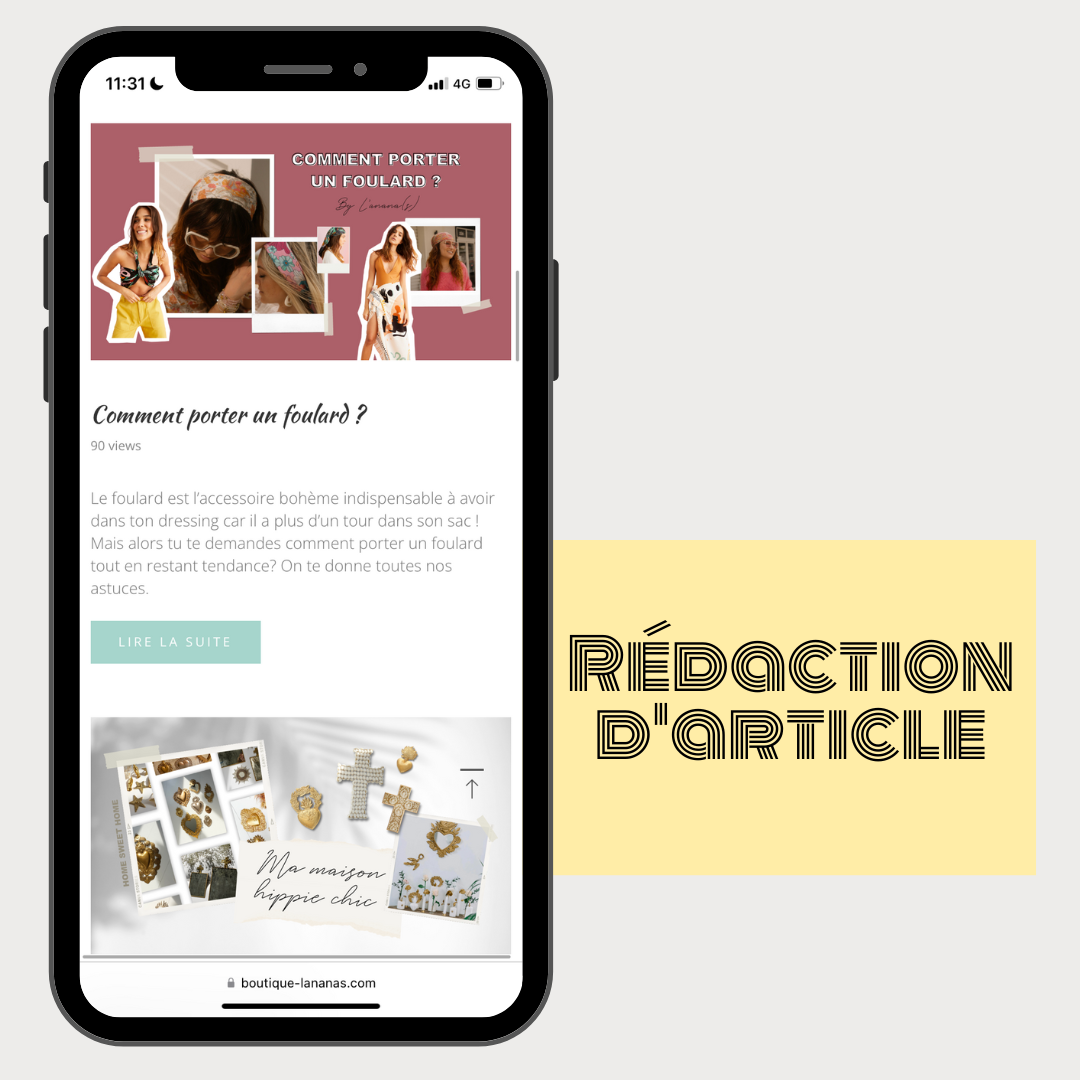 11:31
4G
COMMENT PORTER
UN FOULARD ?
By L'anana(s)
Comment porter un foulard ?
90 views
Le foulard est l'accessoire bohème indispensable à avoir
dans ton dressing car il a plus d'un tour dans son sac !
Mais alors tu te demandes comment porter un foulard
tout en restant tendance? On te donne toutes nos
astuces.
LIRE LA SUITE
HOME SWEET HOME
Ma maison
hippie chic
boutique-lananas.com
RÉDACTION
D'ARTICLE